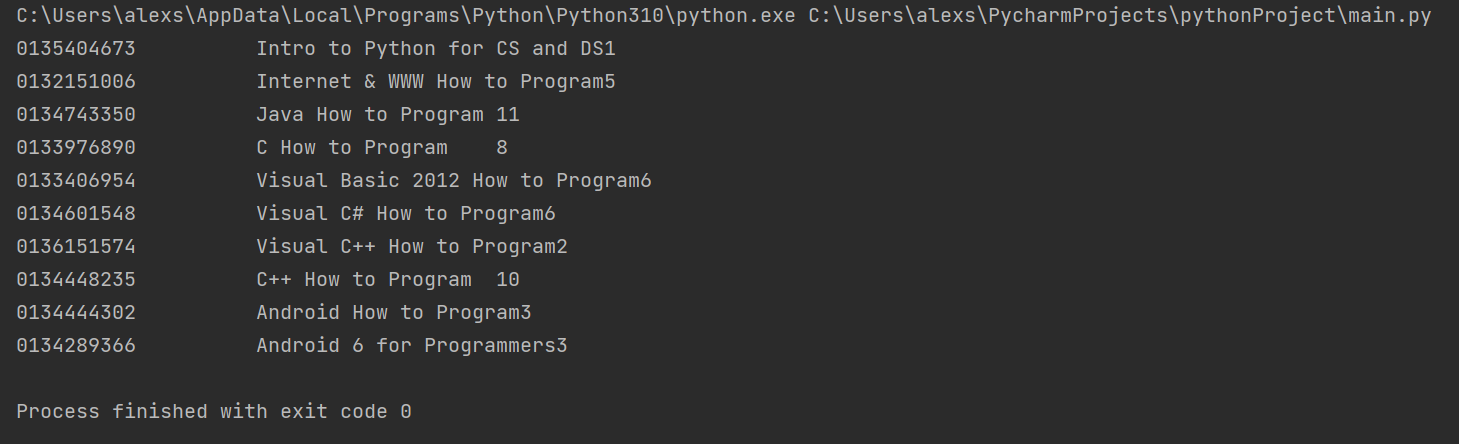 C:\Users\alexs\AppData\Local\Programs\Python\Python310\python.exe C:\Users\alexs\PycharmProjects\pythonProject\main.py
0135404673          Intro to Python for CS and DS1
0132151006          Internet & WWW How to Program5
0134743350          Java How to Program 11
0133976890          C How to Program    8
0133406954          Visual Basic 2012 How to Program6
0134601548          Visual C# How to Program6
0136151574          Visual C++ How to Program2
0134448235          C++ How to Program  10
0134444302          Android How to Program3
0134289366          Android 6 for Programmers3
Process finished with exit code 0